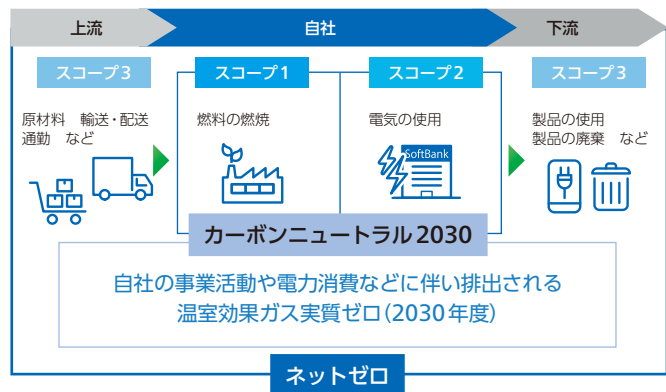 上流
自社
下流
スコープ3
スコープ1
スコープ2
スコープ3
原材料 輸送・配送
通勤 など
燃料の燃焼
電気の使用
製品の使用
製品の廃棄 など
SoftBank
カーボンニュートラル2030
自社の事業活動や電力消費などに伴い排出される
温室効果ガス実質ゼロ(2030年度)
ネットゼロ